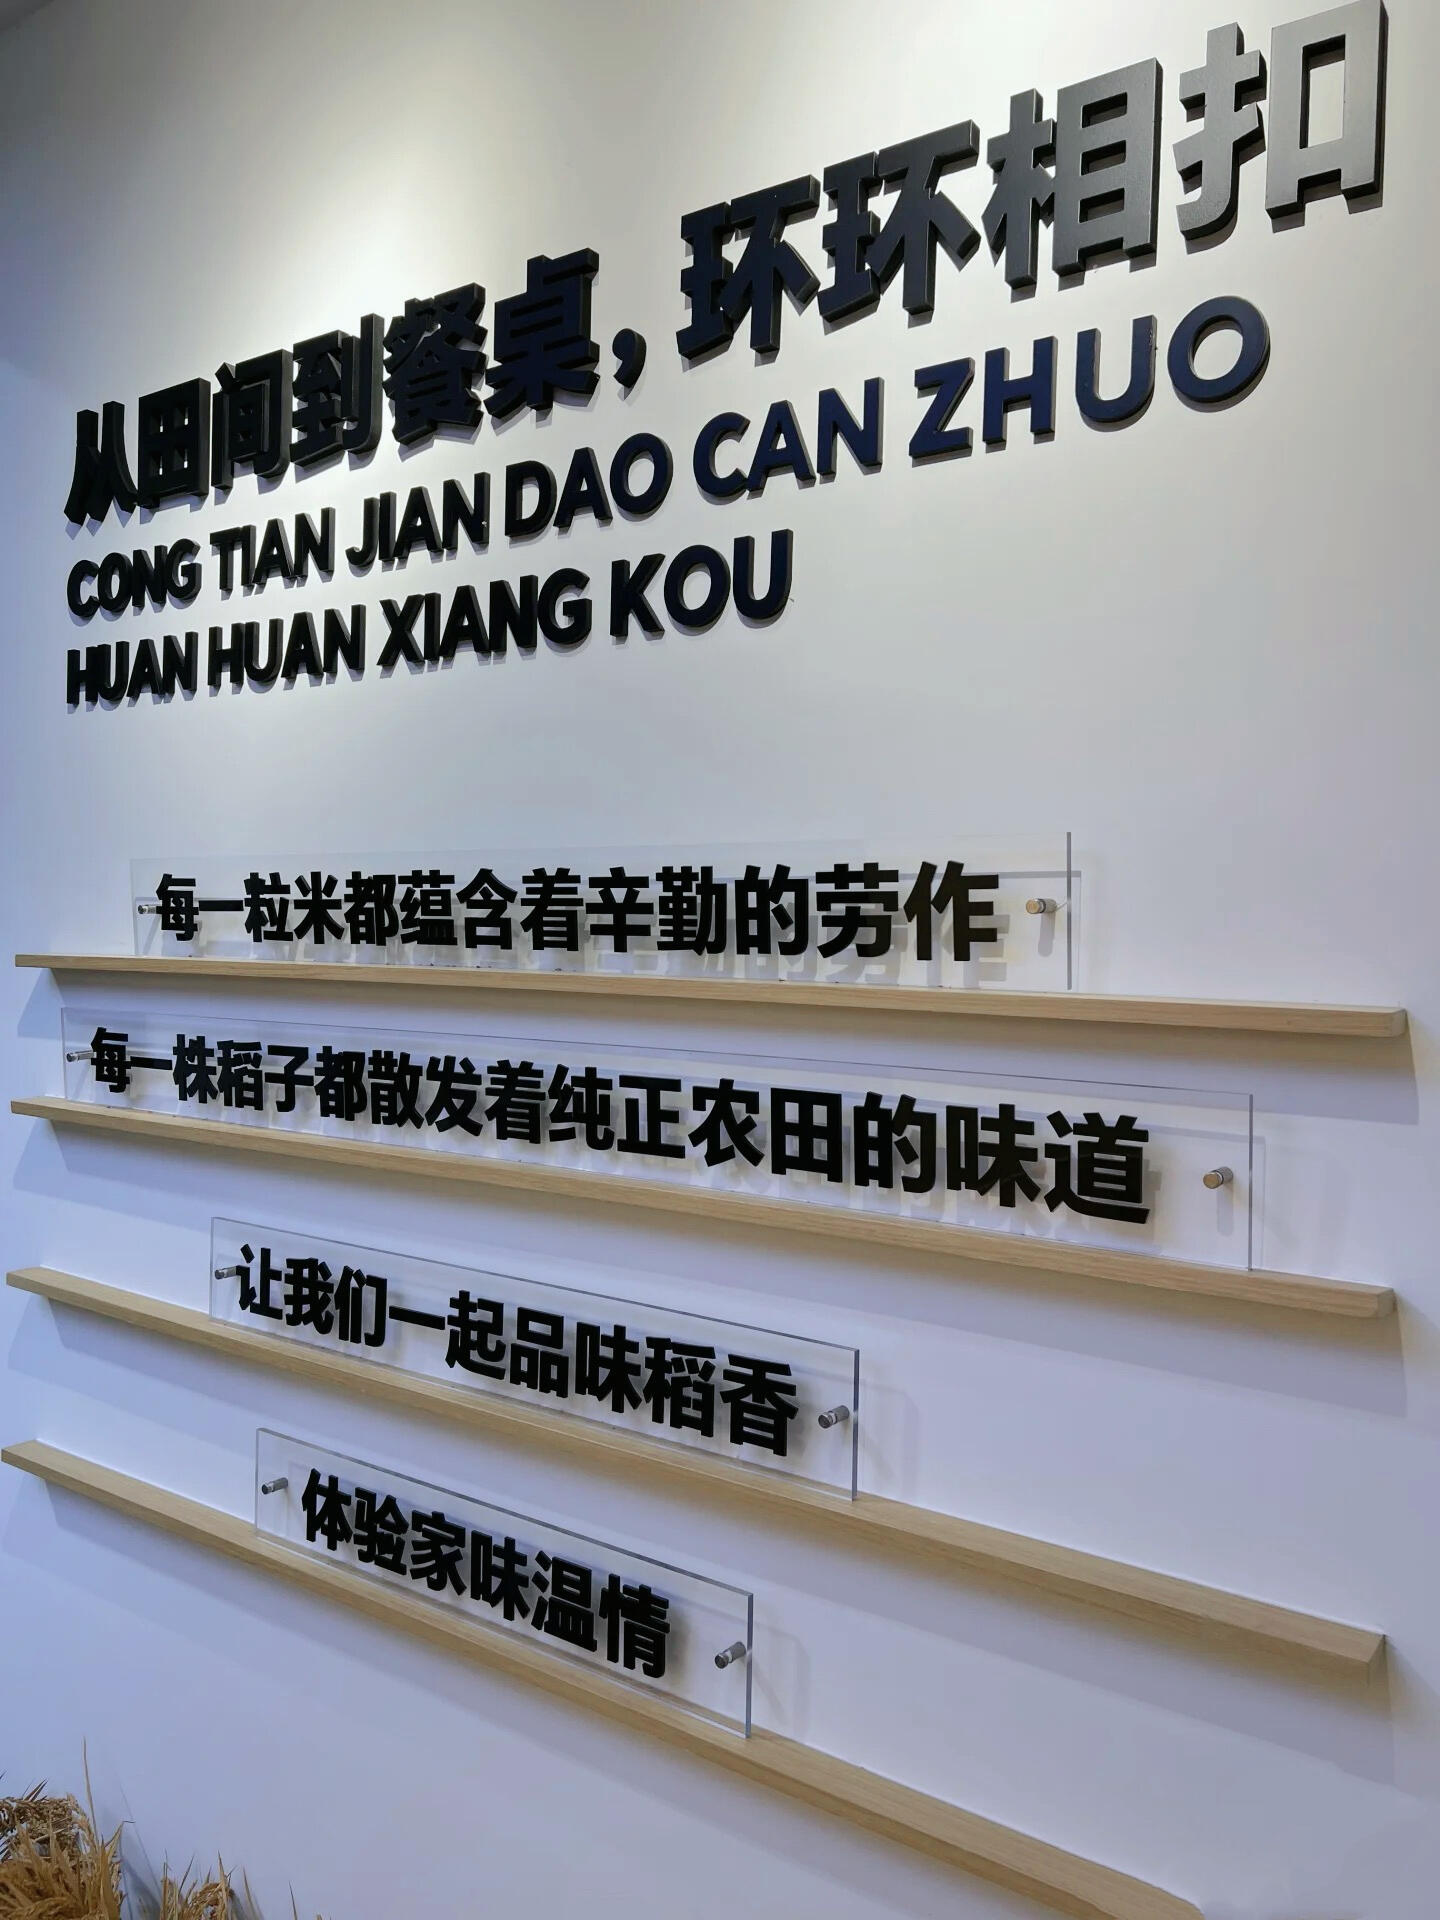 从田间到餐桌，环环相扣
CONG TIAN JIAN DAO CAN ZHUO
HUAN HUAN XIANG KOU
每一粒米都蕴含着辛勤的劳作
每一株稻子都散发着纯正农田的味道
让我们一起品味稻香
体验家味温情